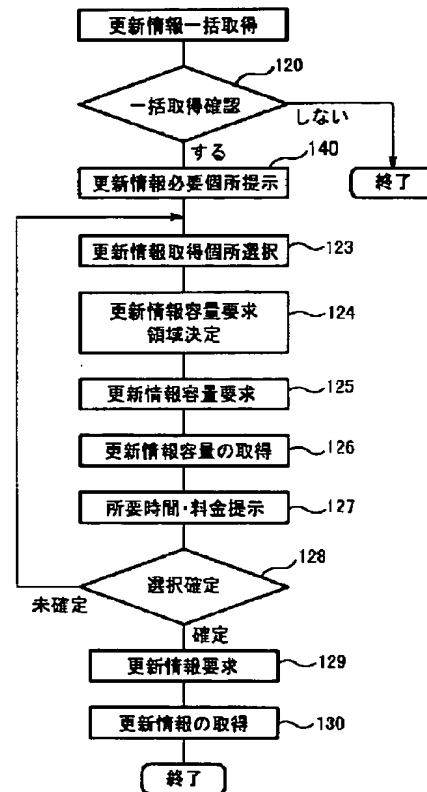 更新情報一括取得
120
一括取得確認
しない
する
140
終了
更新情報必要個所提示
更新情報取得個所選択
123
更新情報容量要求
領域決定
124
更新情報容量要求
125
更新情報容量の取得
126
所要時間・料金提示
127
128
選択確定
未確定
確定
更新情報要求
129
更新情報の取得
130
終了